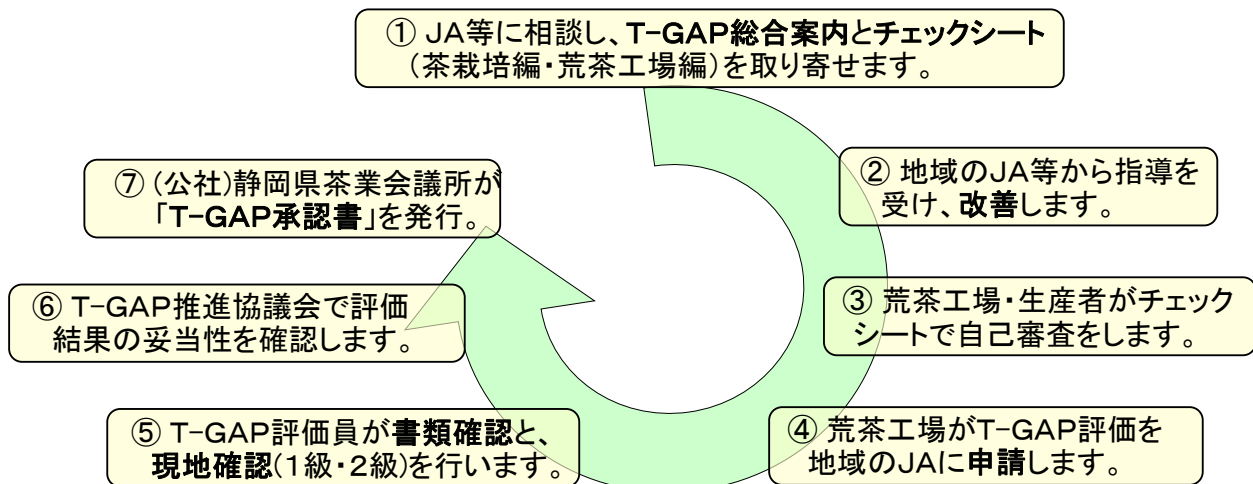 ① JA等に相談し、T-GAP総合案内とチェックシート
（茶栽培編・荒茶工場編）を取り寄せます。
② 地域のJA等から指導を
受け、改善します。
③ 荒茶工場・生産者がチェック
シートで自己審査をします。
④ 荒茶工場がT-GAP評価を
地域のJAに申請します。
⑤ T-GAP評価員が書類確認と、
現地確認(1級・2級)を行います。
⑥ T-GAP推進協議会で評価
結果の妥当性を確認します。
⑦ (公社)静岡県茶業会議所が
「T-GAP承認書」を発行。